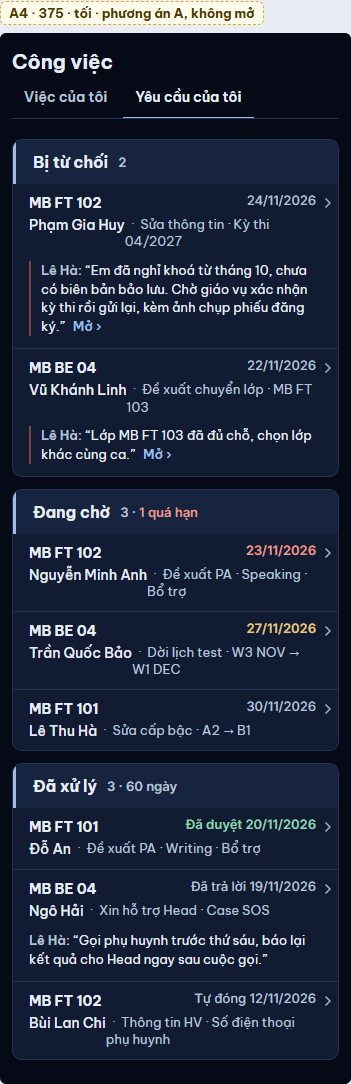 A4 · 375 · tối · phương án A, không mở
Công việc
Việc của tôi Yêu cầu của tôi
Bị từ chối 2
MB FT 102 24/11/2026 ›
Phạm Gia Huy · Sửa thông tin · Kỳ thi
04/2027
Lê Hà: “Em đã nghỉ khoá từ tháng 10, chưa
có biên bản bảo lưu. Chờ giáo vụ xác nhận
kỳ thi rồi gửi lại, kèm ảnh chụp phiếu đăng
ký.” Mở ›
MB BE 04 22/11/2026 ›
Vũ Khánh Linh · Đề xuất chuyển lớp · MB FT
103
Lê Hà: “Lớp MB FT 103 đã đủ chỗ, chọn lớp
khác cùng ca.” Mở ›
Đang chờ 3 · 1 quá hạn
MB FT 102 23/11/2026 ›
Nguyễn Minh Anh · Đề xuất PA · Speaking ·
Bổ trợ
MB BE 04 27/11/2026 ›
Trần Quốc Bảo · Dời lịch test · W3 NOV →
W1 DEC
MB FT 101 30/11/2026 ›
Lê Thu Hà · Sửa cấp bậc · A2 → B1
Đã xử lý 3 · 60 ngày
MB FT 101 Đã duyệt 20/11/2026 ›
Đỗ An · Đề xuất PA · Writing · Bổ trợ
MB BE 04 Đã trả lời 19/11/2026 ›
Ngô Hải · Xin hỗ trợ Head · Case SOS
Lê Hà: “Gọi phụ huynh trước thứ sáu, báo lại
kết quả cho Head ngay sau cuộc gọi.”
MB FT 102 Tự đóng 12/11/2026 ›
Bùi Lan Chi · Thông tin HV · Số điện thoại
phụ huynh